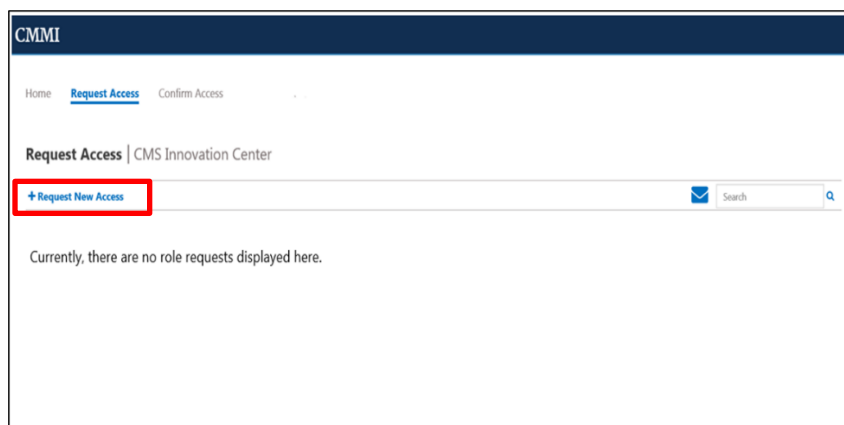 CMMI
Home Request Access Confirm Access
Request Access | CMS Innovation Center
+ Request New Access Search
Currently, there are no role requests displayed here.